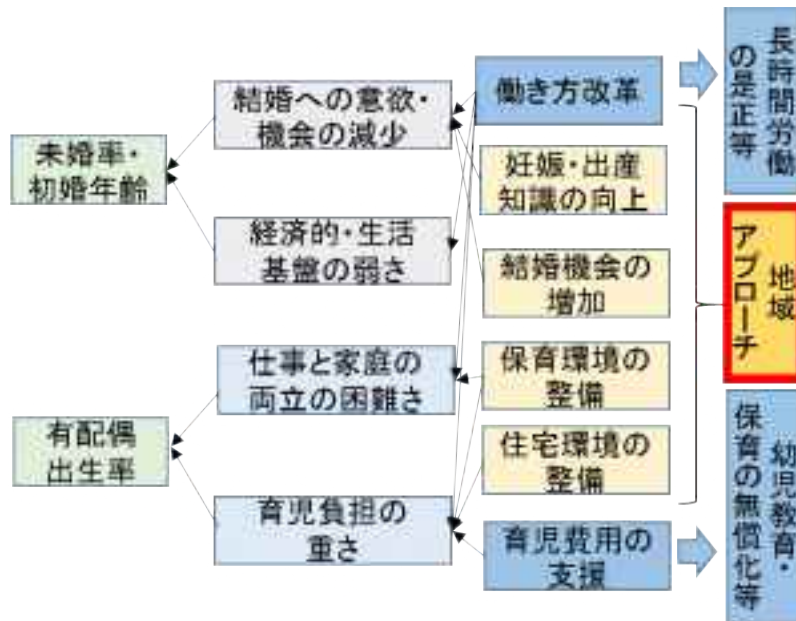 未婚率・
初婚年齢
有配偶
出生率
結婚への意欲・
機会の減少
経済的・生活
基盤の弱さ
仕事と家庭の
両立の困難さ
育児負担の
重さ
働き方改革
妊娠・出産
知識の向上
結婚機会の
増加
保育環境の
整備
住宅環境の
整備
育児費用の
支援
長時間労働
の是正等
地域
アプローチ
幼児教育・
保育の無償化等